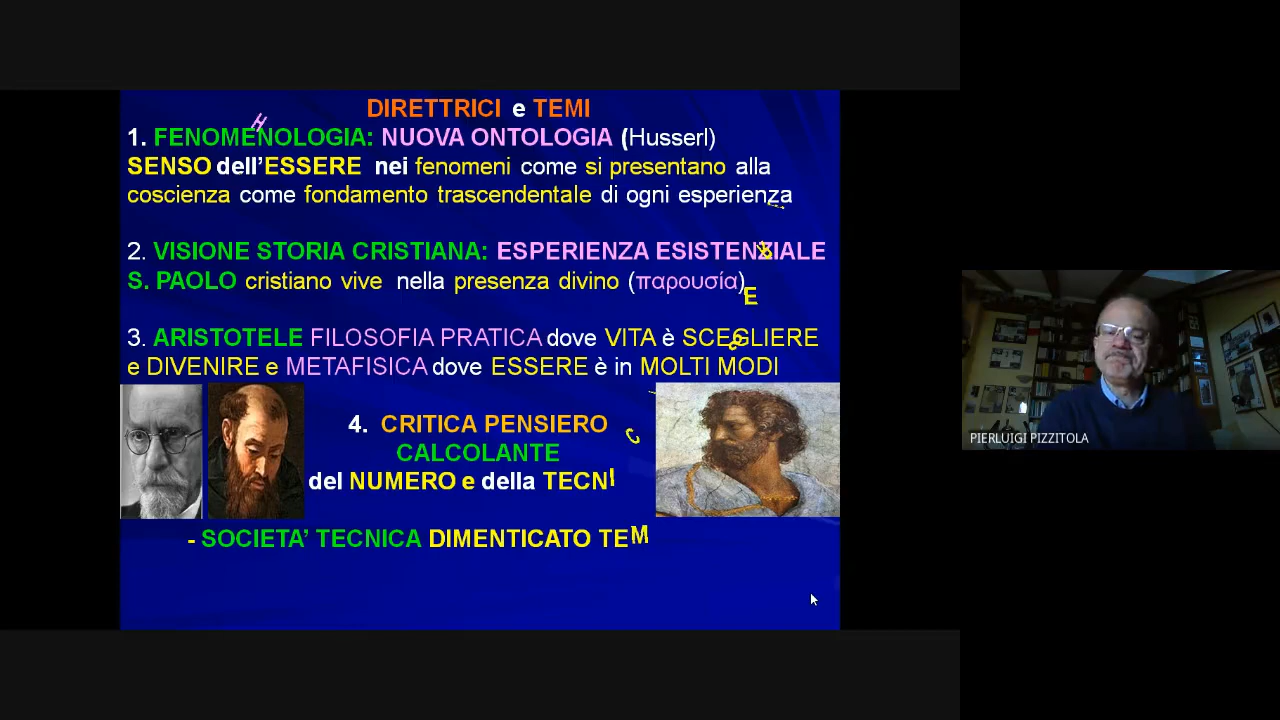 DIRETTRICI e TEMI
1. FENOMENOLOGIA: NUOVA ONTOLOGIA (Husserl)
SENSO dell'ESSERE nei fenomeni come si presentano alla
coscienza come fondamento trascendentale di ogni esperienza
2. VISIONE STORIA CRISTIANA: ESPERIENZA ESISTENZIALE
S. PAOLO cristiano vive nella presenza divino (παρουσία)
3. ARISTOTELE FILOSOFIA PRATICA dove VITA è SCEGLIERE
e DIVENIRE e METAFISICA dove ESSERE è in MOLTI MODI
4. CRITICA PENSIERO
CALCOLANTE
del NUMERO e della TECNI
- SOCIETA' TECNICA DIMENTICATO TEM
PIERLUIGI PIZZITOLA